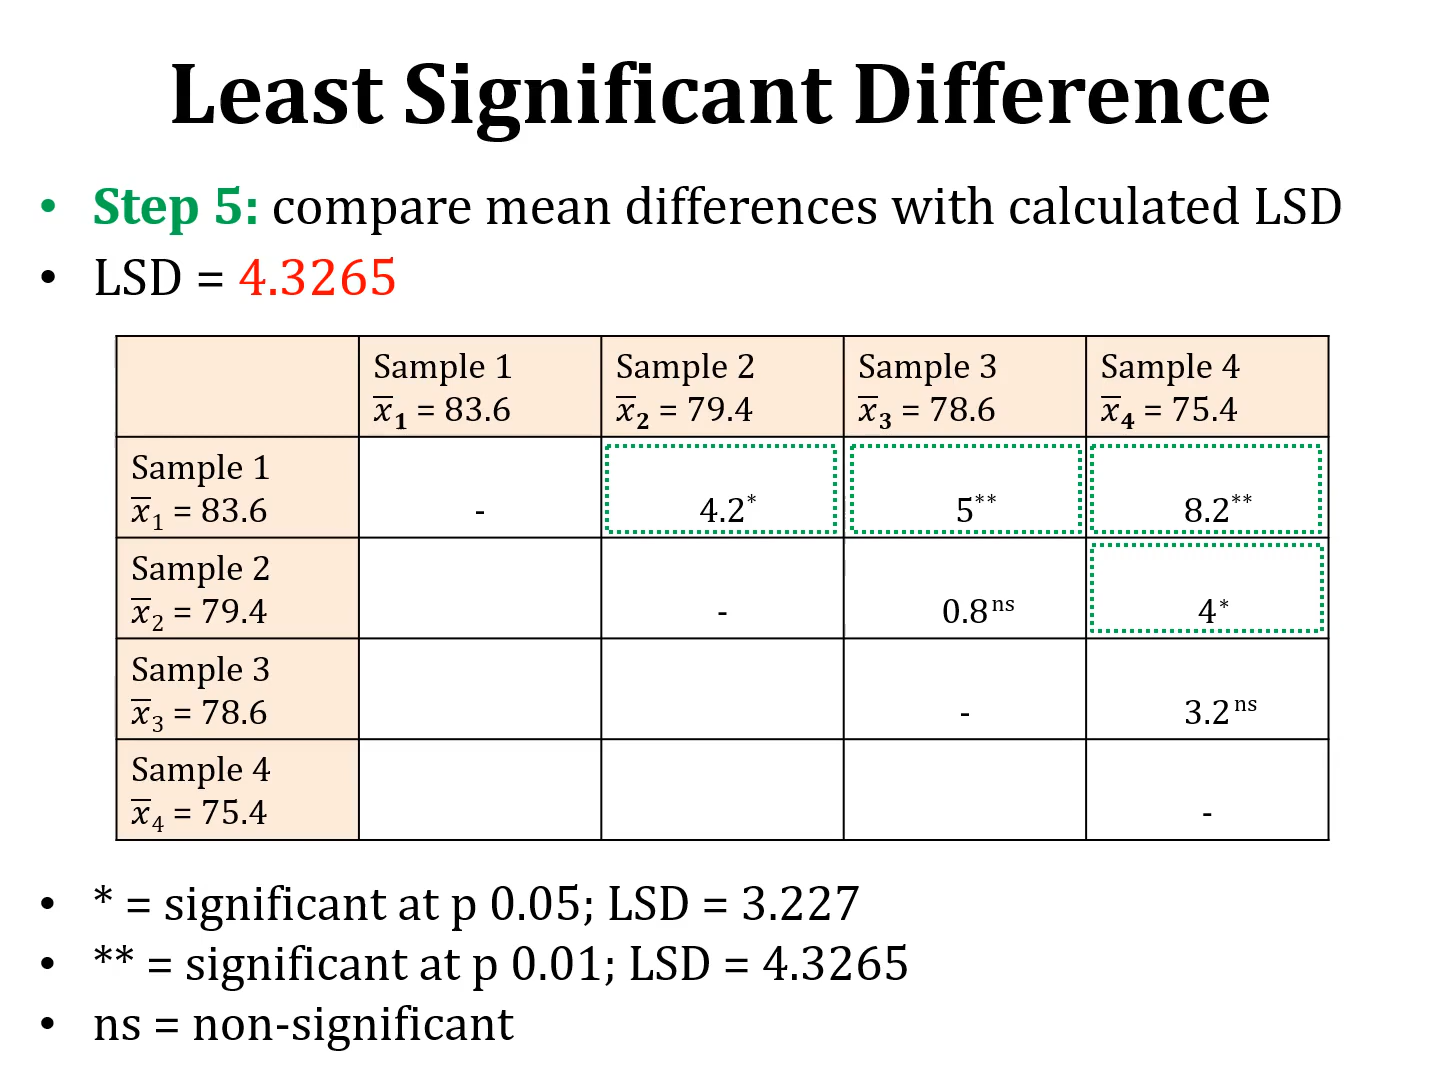 Least Significant Difference
• Step 5: compare mean differences with calculated LSD
• LSD = 4.3265
Sample 1 Sample 2 Sample 3 Sample 4
x̅₁ = 83.6 x̅₂ = 79.4 x̅₃ = 78.6 x̅₄ = 75.4
Sample 1
x̅₁ = 83.6 - 4.2* 5** 8.2**
Sample 2
x̅₂ = 79.4 - 0.8ns 4*
Sample 3
x̅₃ = 78.6 - 3.2ns
Sample 4
x̅₄ = 75.4 -
• * = significant at p 0.05; LSD = 3.227
• ** = significant at p 0.01; LSD = 4.3265
• ns = non-significant